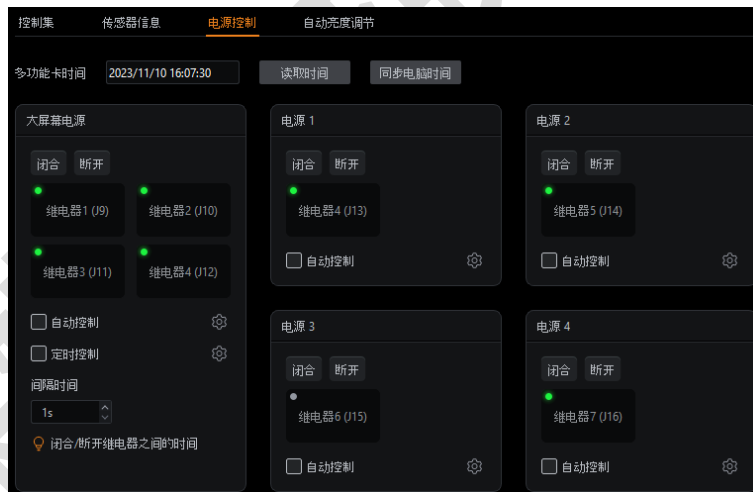 控制集 传感器信息 电源控制 自动亮度调节
多功能卡时间 2023/11/10 16:07:30 读取时间 同步电脑时间
大屏幕电源
闭合 断开
继电器1 (J9) 继电器2 (J10)
继电器3 (J11) 继电器4 (J12)
自动控制
定时控制
间隔时间
1s
闭合/断开继电器之间的时间
电源 1
闭合 断开
继电器4 (J13)
自动控制
电源 2
闭合 断开
继电器5 (J14)
自动控制
电源 3
闭合 断开
继电器6 (J15)
自动控制
电源 4
闭合 断开
继电器7 (J16)
自动控制